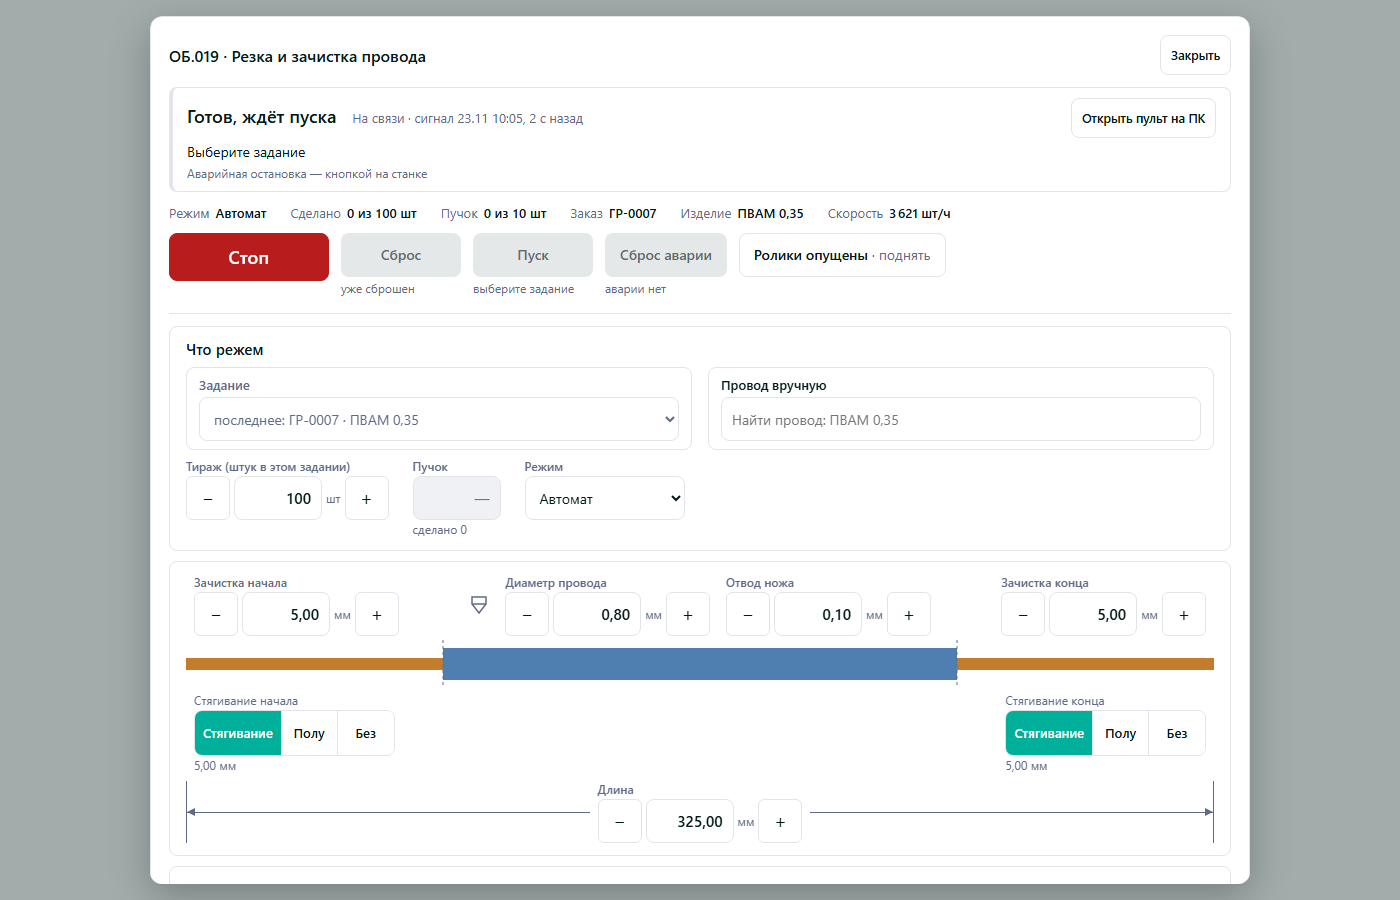 ОБ.019 · Резка и зачистка провода
Закрыть
Готов, ждёт пуска На связи · сигнал 23.11 10:05, 2 с назад
Открыть пульт на ПК
Выберите задание
Аварийная остановка — кнопкой на станке
Режим Автомат Сделано 0 из 100 шт Пучок 0 из 10 шт Заказ ГР-0007 Изделие ПВАМ 0,35 Скорость 3 621 шт/ч
Стоп Сброс Пуск Сброс аварии Ролики опущены · поднять
уже сброшен выберите задание аварии нет
Что режем
Задание Провод вручную
последнее: ГР-0007 · ПВАМ 0,35 Найти провод: ПВАМ 0,35
Тираж (штук в этом задании) Пучок Режим
− 100 шт + — Автомат
сделано 0
Зачистка начала Диаметр провода Отвод ножа Зачистка конца
− 5,00 мм + − 0,80 мм + − 0,10 мм + − 5,00 мм +
Стягивание начала Стягивание конца
Стягивание Полу Без Стягивание Полу Без
5,00 мм 5,00 мм
Длина
− 325,00 мм +